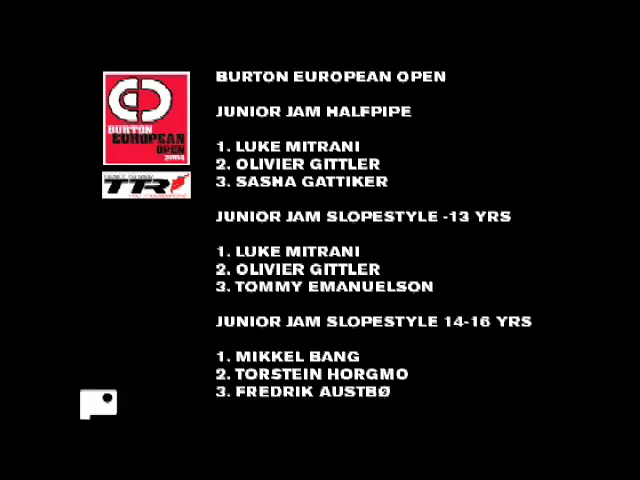 BURTON EUROPEAN OPEN
JUNIOR JAM HALFPIPE
1. LUKE MITRANI
2. OLIVIER GITTLER
3. SASHA GATTIKER
JUNIOR JAM SLOPESTYLE -13 YRS
1. LUKE MITRANI
2. OLIVIER GITTLER
3. TOMMY EMANUELSON
JUNIOR JAM SLOPESTYLE 14-16 YRS
1. MIKKEL BANG
2. TORSTEIN HORGMO
3. FREDRIK AUSTBØ
BURTON
EUROPEAN
OPEN
TTR